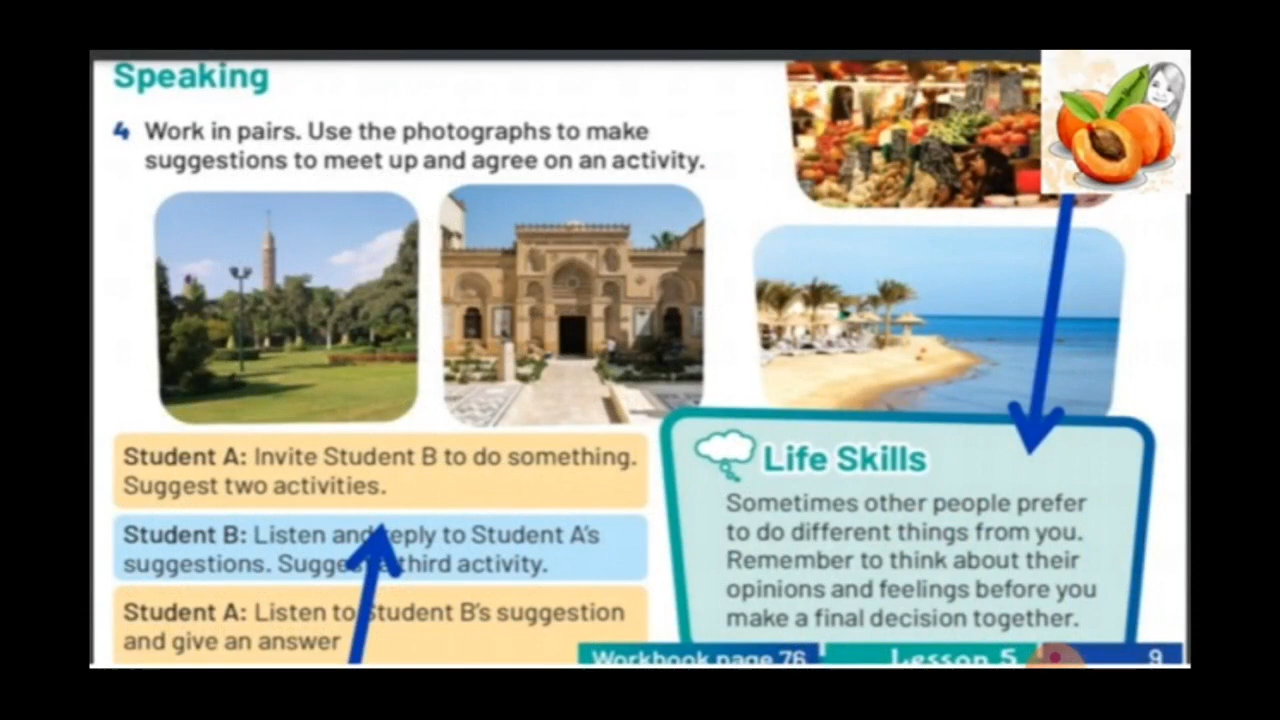 Speaking
4 Work in pairs. Use the photographs to make
suggestions to meet up and agree on an activity.
Student A: Invite Student B to do something.
Suggest two activities.
Student B: Listen and reply to Student A's
suggestions. Suggest a third activity.
Student A: Listen to Student B's suggestion
and give an answer
Life Skills
Sometimes other people prefer
to do different things from you.
Remember to think about their
opinions and feelings before you
make a final decision together.
Workbook page 76
Lesson 5
9